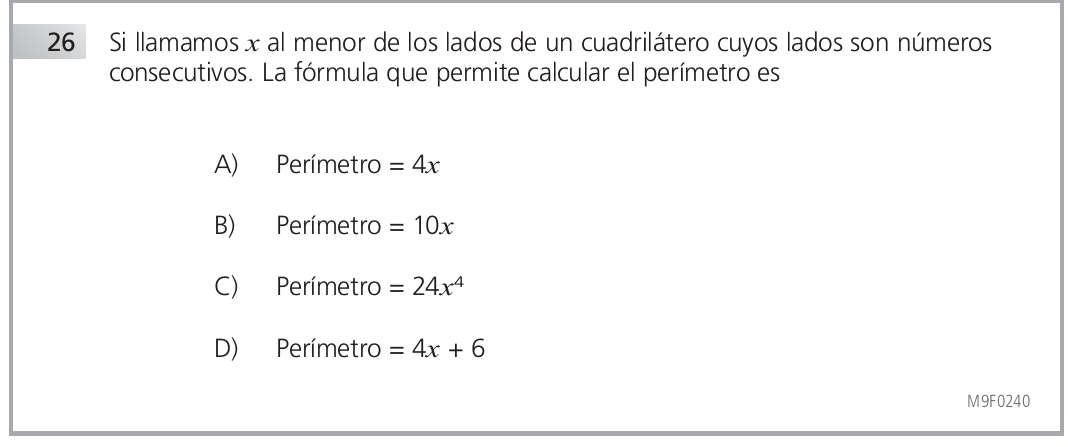 26 Si llamamos x al menor de los lados de un cuadrilátero cuyos lados son números
consecutivos. La fórmula que permite calcular el perímetro es
A) Perímetro = 4x
B) Perímetro = 10x
C) Perímetro = 24x⁴
D) Perímetro = 4x + 6
M9F0240